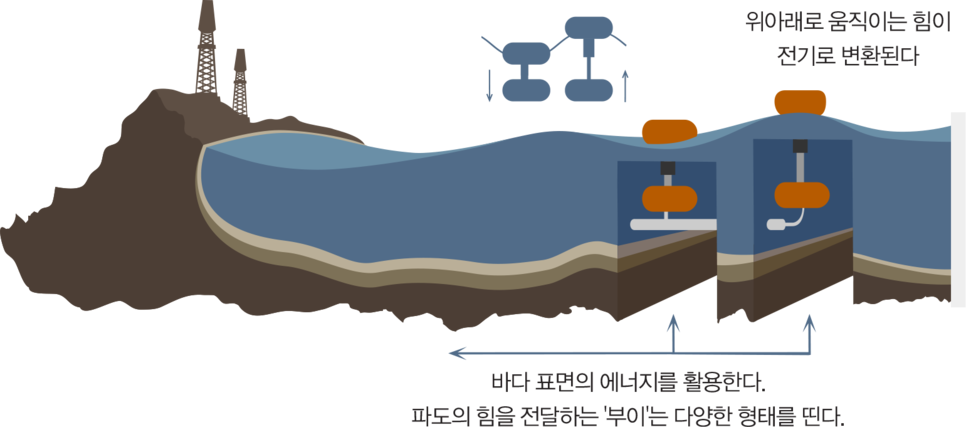 위아래로 움직이는 힘이
전기로 변환된다
바다 표면의 에너지를 활용한다.
파도의 힘을 전달하는 '부이'는 다양한 형태를 띤다.